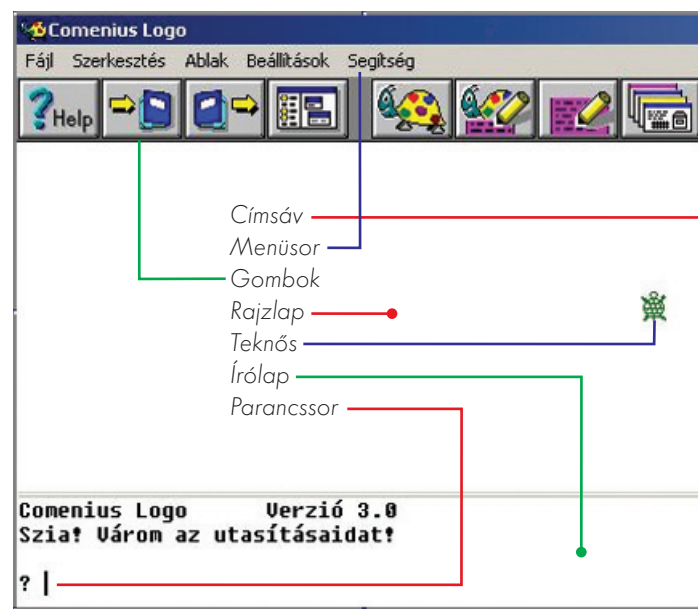 Comenius Logo
Fájl Szerkesztés Ablak Beállítások Segítség
? Help
Címsáv
Menüsor
Gombok
Rajzlap
Teknős
Írólap
Parancssor
Comenius Logo Verzió 3.0
Szia! Várom az utasításaidat!
?